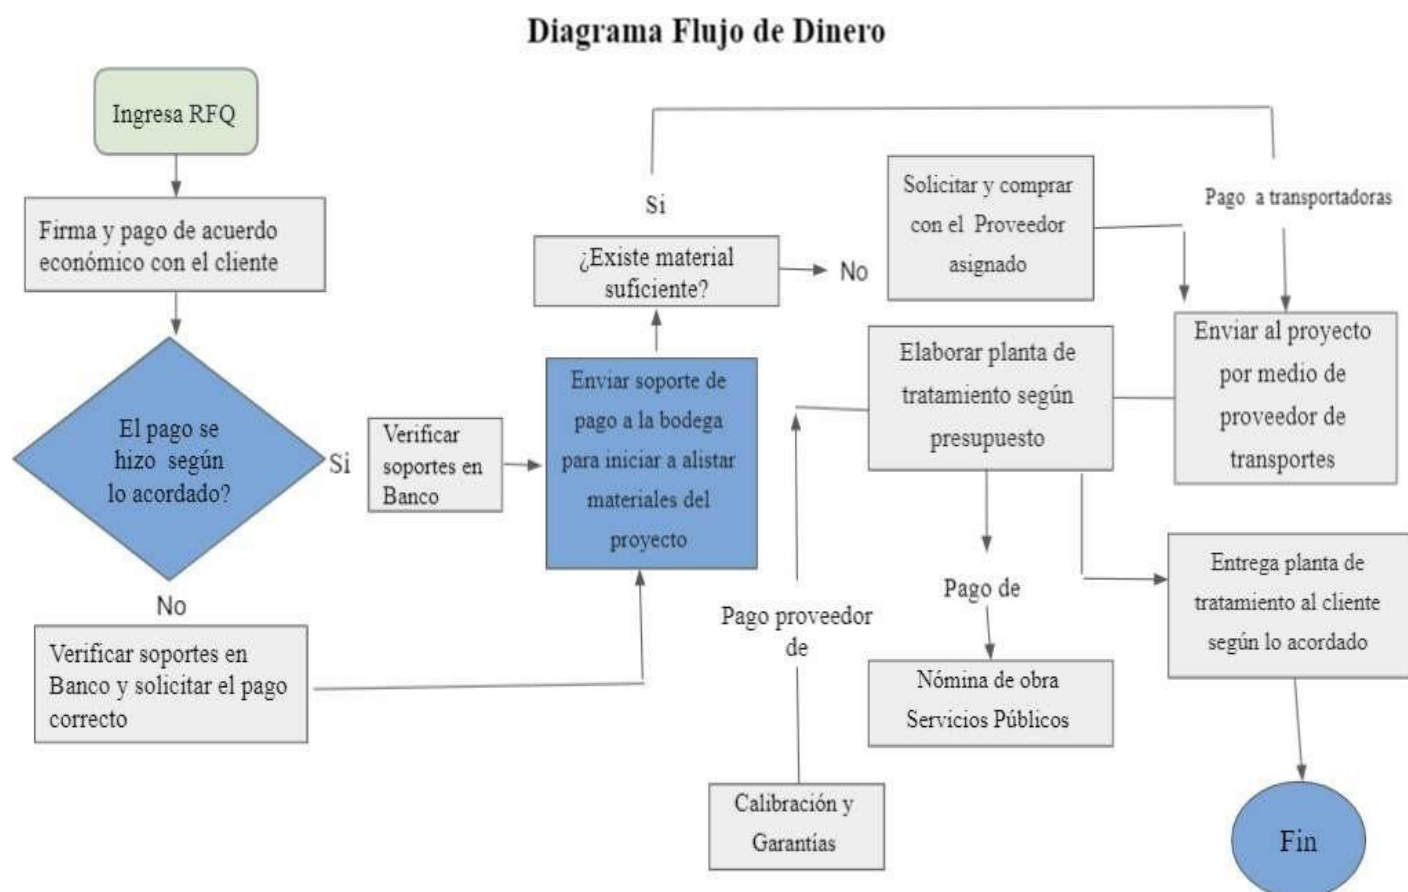 Diagrama Flujo de Dinero
Ingresa RFQ
Firma y pago de acuerdo
económico con el cliente
El pago se
hizo según
lo acordado?
Si
No
Verificar soportes en
Banco y solicitar el pago
correcto
Verificar
soportes en
Banco
Enviar soporte de
pago a la bodega
para iniciar a alistar
materiales del
proyecto
¿Existe material
suficiente?
Si
No
Solicitar y comprar
con el Proveedor
asignado
Pago a transportadoras
Enviar al proyecto
por medio de
proveedor de
transportes
Elaborar planta de
tratamiento según
presupuesto
Pago proveedor
de
Calibración y
Garantías
Pago de
Nómina de obra
Servicios Públicos
Entrega planta de
tratamiento al cliente
según lo acordado
Fin